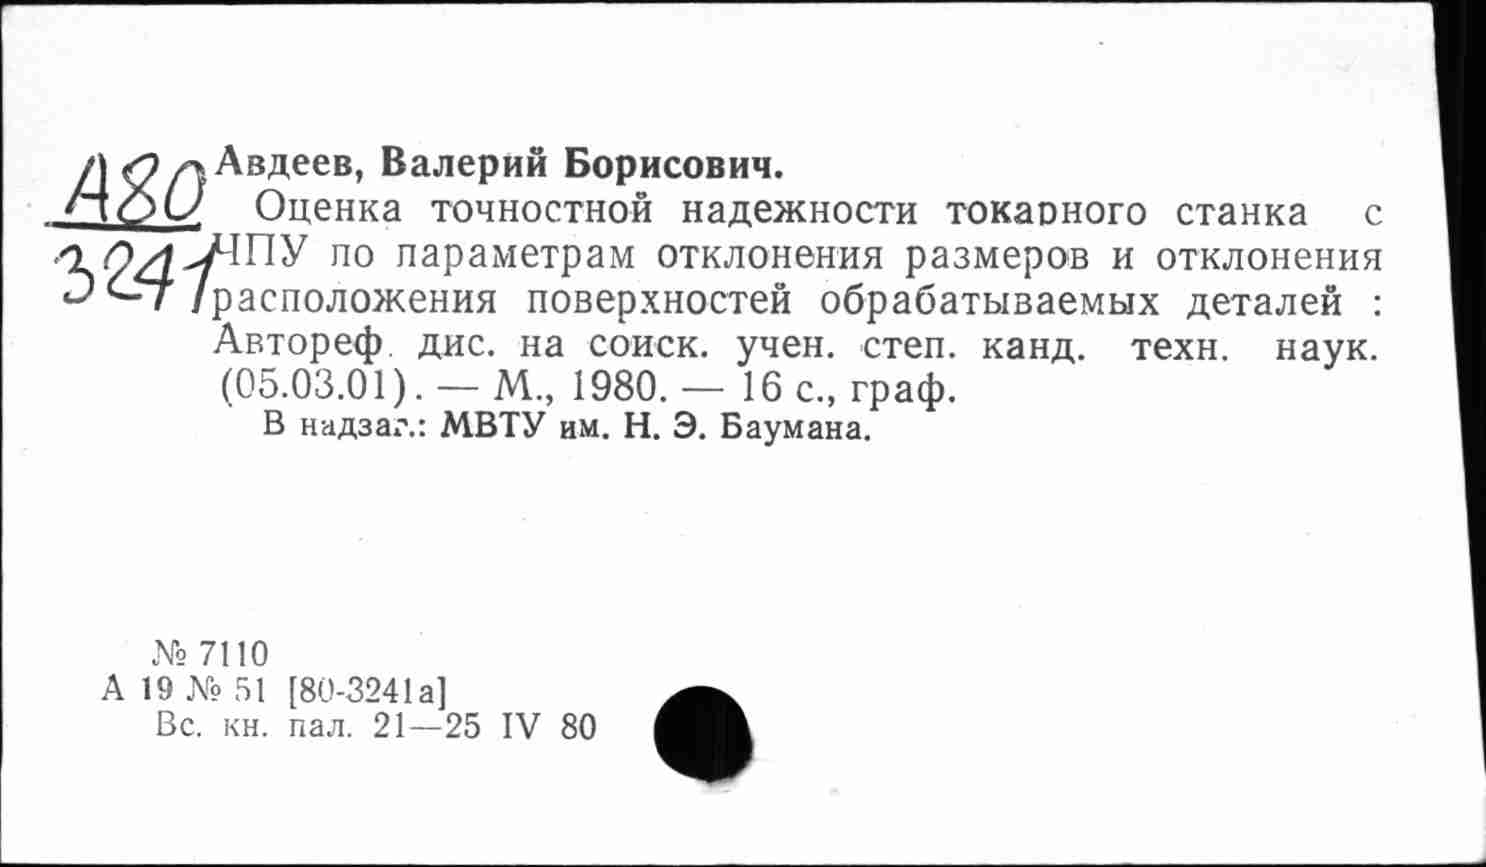 А80
3241
Авдеев, Валерий Борисович.
Оценка точностной надежности токарного станка с
ЧПУ по параметрам отклонения размеров и отклонения
расположения поверхностей обрабатываемых деталей :
Автореф. дис. на соиск. учен. степ. канд. техн. наук.
(05.03.01). — М., 1980. — 16 с., граф.
В надзаг.: МВТУ им. Н. Э. Баумана.
№ 7110
А 19 № 51 [80-3241а]
Вс. кн. пал. 21—25 IV 80